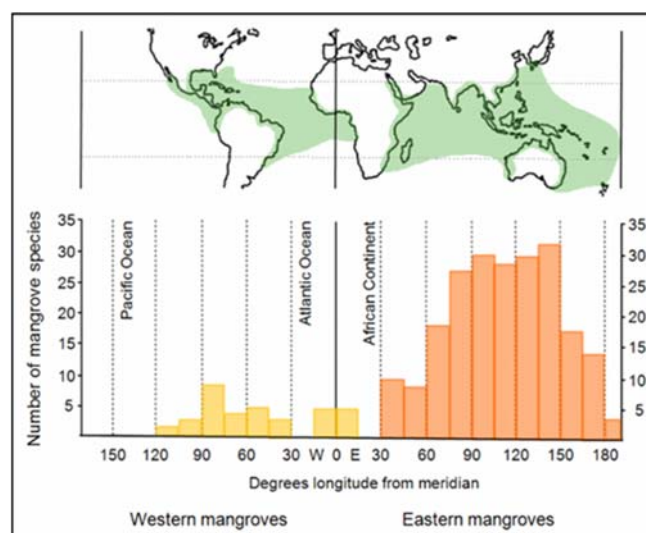 35
30
25
20
15
10
5
Number of mangrove species
Pacific Ocean
Atlantic Ocean
African Continent
35
30
25
20
15
10
5
150 120 90 60 30 W 0 E 30 60 90 120 150 180
Degrees longitude from meridian
Western mangroves Eastern mangroves